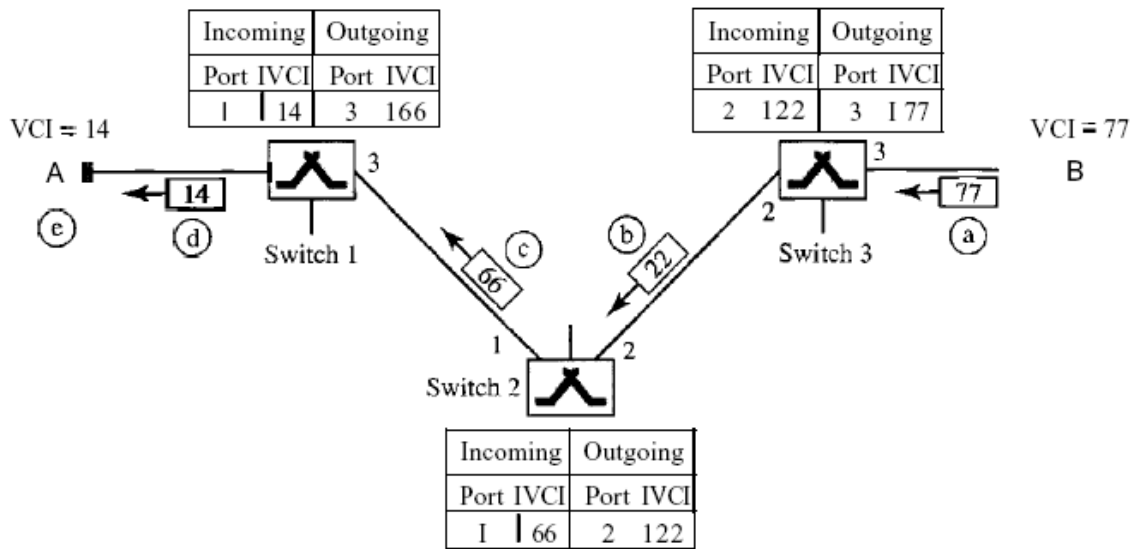 Incoming Outgoing
Port IVCI Port IVCI
I | 14 3 166
Incoming Outgoing
Port IVCI Port IVCI
2 122 3 I 77
VCI = 14
VCI = 77
A
3
3
B
14
77
2
e
d
Switch 1
c
b
Switch 3
a
66
22
1
2
Switch 2
Incoming Outgoing
Port IVCI Port IVCI
I | 66 2 122